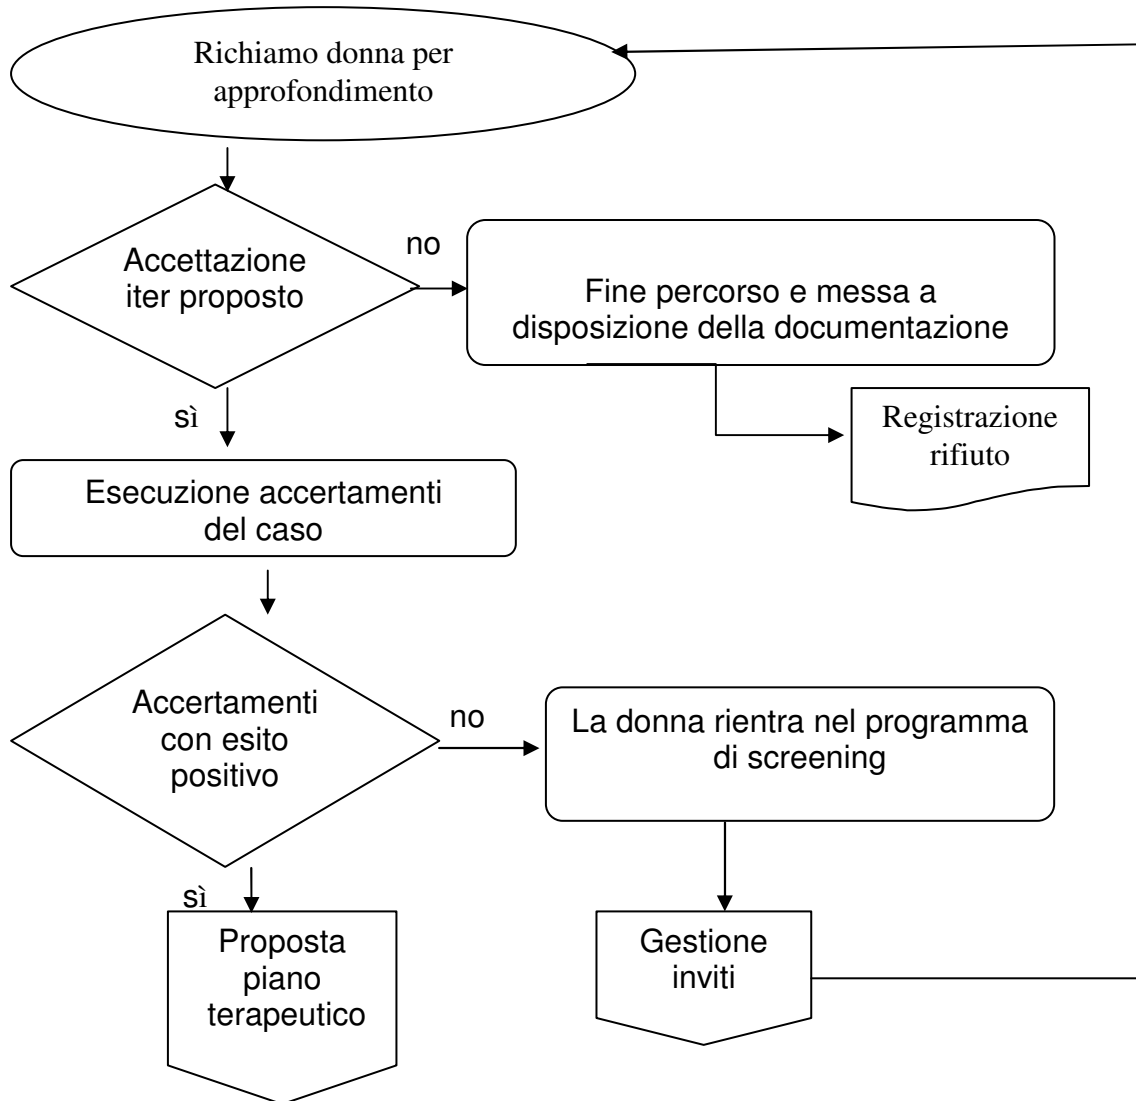 Richiamo donna per
approfondimento
Accettazione
iter proposto
no
Fine percorso e messa a
disposizione della documentazione
sì
Registrazione
rifiuto
Esecuzione accertamenti
del caso
Accertamenti
con esito
positivo
no
La donna rientra nel programma
di screening
sì
Proposta
piano
terapeutico
Gestione
inviti